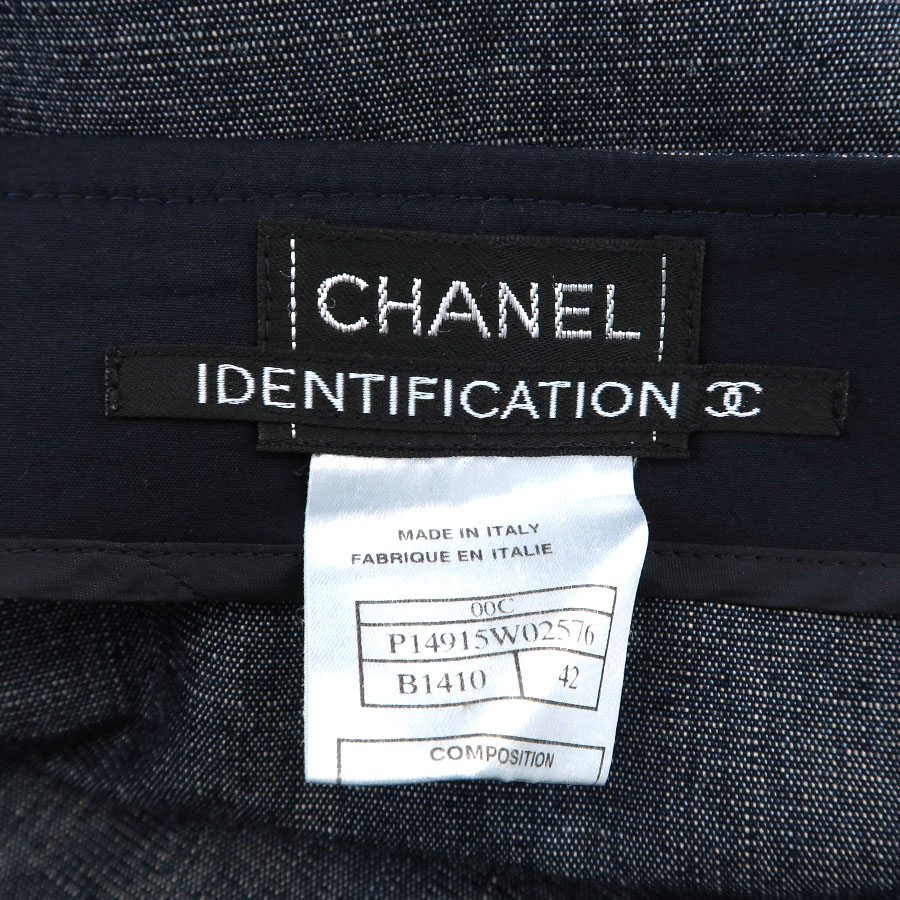 CHANEL
IDENTIFICATION
MADE IN ITALY
FABRIQUE EN ITALIE
00C
P14915W02576
B1410 42
COMPOSITION